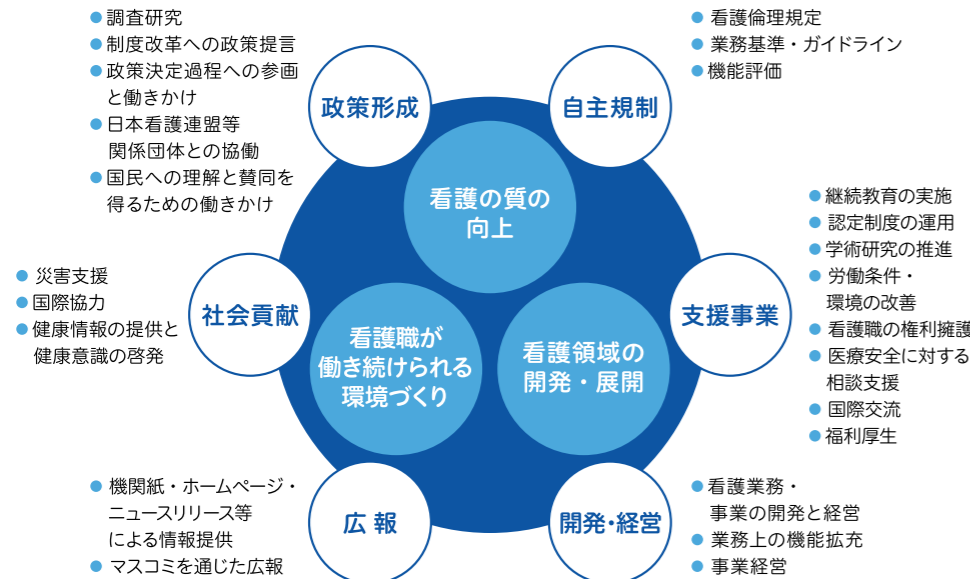 ● 調査研究
● 制度改革への政策提言
● 政策決定過程への参画
と働きかけ
● 日本看護連盟等
関係団体との協働
● 国民への理解と賛同を
得るための働きかけ
政策形成
● 看護倫理規定
● 業務基準・ガイドライン
● 機能評価
自主規制
看護の質の
向上
● 災害支援
● 国際協力
● 健康情報の提供と
健康意識の啓発
社会貢献
看護職が
働き続けられる
環境づくり
看護領域の
開発・展開
支援事業
● 継続教育の実施
● 認定制度の運用
● 学術研究の推進
● 労働条件・
環境の改善
● 看護職の権利擁護
● 医療安全に対する
相談支援
● 国際交流
● 福利厚生
● 機関紙・ホームページ・
ニュースリリース等
による情報提供
● マスコミを通じた広報
広 報
開発・経営
● 看護業務・
事業の開発と経営
● 業務上の機能拡充
● 事業経営